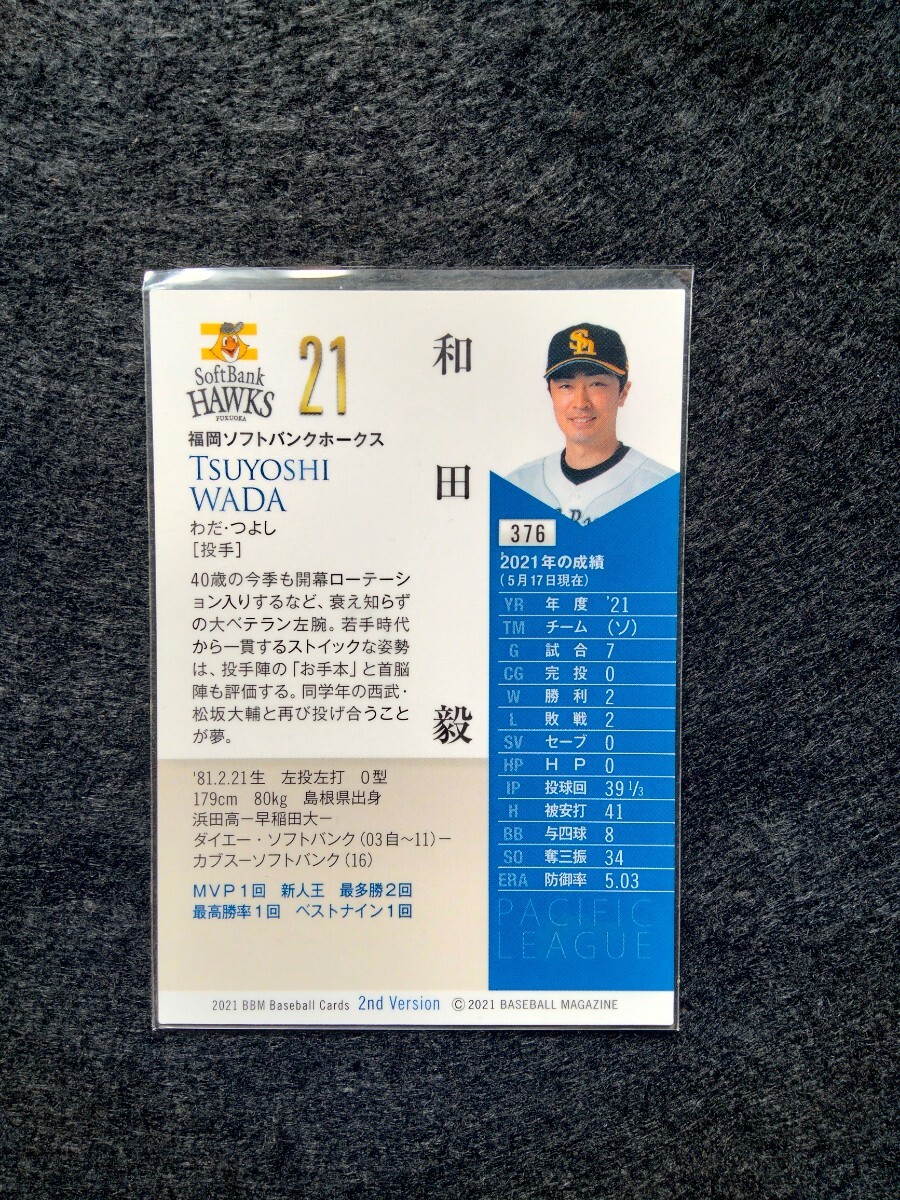 SoftBank
HAWKS
FUKUOKA
21
福岡ソフトバンクホークス
TSUYOSHI
WADA
わだ・つよし
[投手]
和田毅
40歳の今季も開幕ローテーシ
ョン入りするなど、衰え知らず
の大ベテラン左腕。若手時代
から一貫するストイックな姿勢
は、投手陣の「お手本」と首脳
陣も評価する。同学年の西武・
松坂大輔と再び投げ合うこと
が夢。
'81.2.21生 左投左打 O型
179cm 80kg 島根県出身
浜田高ー早稲田大ー
ダイエー・ソフトバンク(03自〜11)ー
カブスーソフトバンク(16)
MVP1回 新人王 最多勝2回
最高勝率1回 ベストナイン1回
Sh
376
2021年の成績
(5月17日現在)
YR 年度 '21
TM チーム (ソ)
G 試合 7
CG 完投 0
W 勝利 2
L 敗戦 2
SV セーブ 0
HP HP 0
IP 投球回 39 1/3
H 被安打 41
BB 与四球 8
SO 奪三振 34
ERA 防御率 5.03
PACIFIC
LEAGUE
2021 BBM Baseball Cards 2nd Version ©2021 BASEBALL MAGAZINE